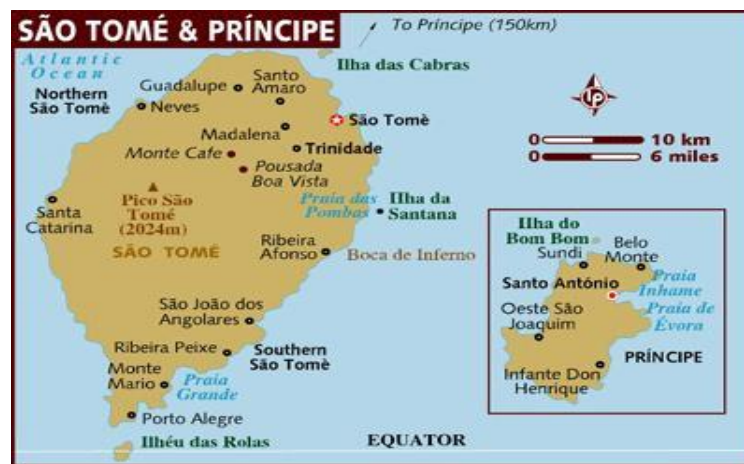 SÃO TOMÉ & PRÍNCIPE
To Príncipe (150km)
Atlantic
Ocean
Ilha das Cabras
Guadalupe
Santo
Amaro
Northern
São Tomè
Neves
São Tomè
Madalena
Trinidade
Monte Cafe
Pousada
Boa Vista
10 km
6 miles
0
0
TP
Pico São
Tomé
(2024m)
SÃO TOMÉ
Santa
Catarina
Praia das
Pombas
Ilha da
Santana
Ribeira
Afonso
Boca de Inferno
São João dos
Angolares
Ribeira Peixe
Southern
São Tomè
Monte
Mario
Praia
Grande
Porto Alegre
Ilhéu das Rolas
EQUATOR
Ilha do
Bom Bom
Sundi
Belo
Monte
Santo António
Praia
Inhame
Oeste São
Joaquim
Praia de
Évora
PRÍNCIPE
Infante Don
Henrique